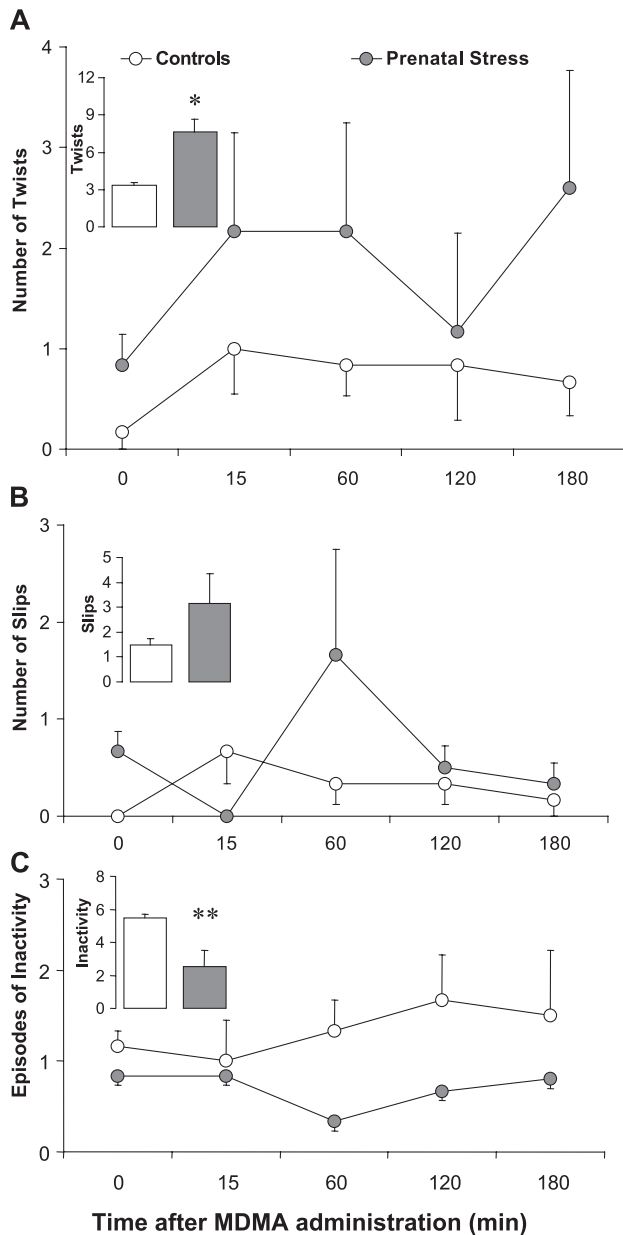 A
Controls
Prenatal Stress
4
3
2
1
0
Number of Twists
12
9
6
3
0
Twists
*
0 15 60 120 180
B
3
2
1
0
Number of Slips
5
4
3
2
1
0
Slips
0 15 60 120 180
C
3
2
1
0
Episodes of Inactivity
8
6
4
2
0
Inactivity
**
0 15 60 120 180
Time after MDMA administration (min)